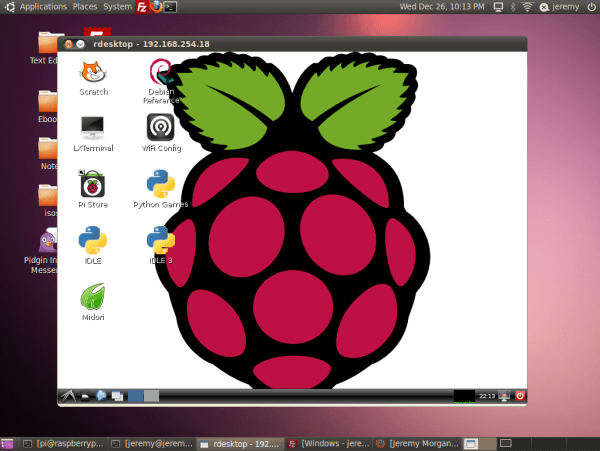 Applications Places System
Wed Dec 26, 10:13 PM
jeremy
rdesktop - 192.168.254.18
Text Ed
Eboo
Note
isos
Pidgin In
Messe
Scratch
Debian
Reference
LXTerminal
WiFi Config
Pi Store
Python Games
IDLE
IDLE 3
Midori
22:13
[pi@raspberryp...
[jeremy@jerem...
rdesktop - 192....
[Windows - jere...
[Jeremy Morgan...